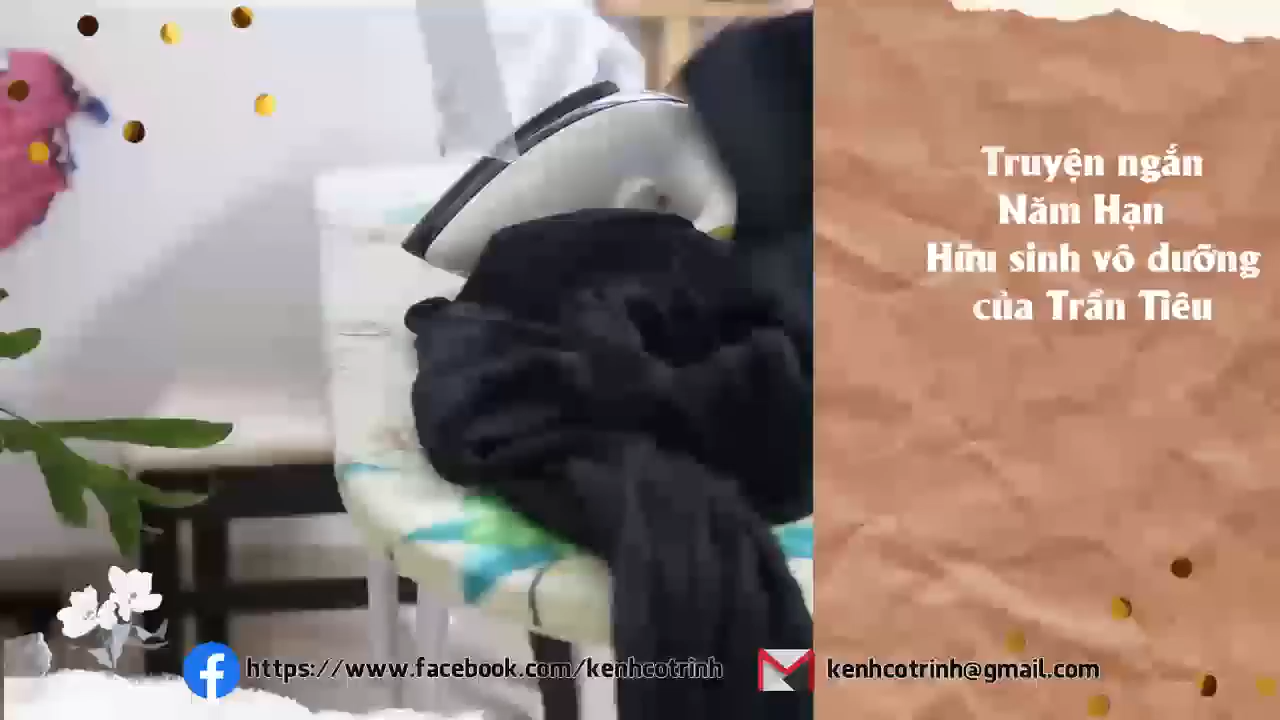 Truyện ngắn
Năm Hạn
Hữu sinh vô dưỡng
của Trần Tiêu
https://www.facebook.com/kenhcotrinh
kenhcotrinh@gmail.com